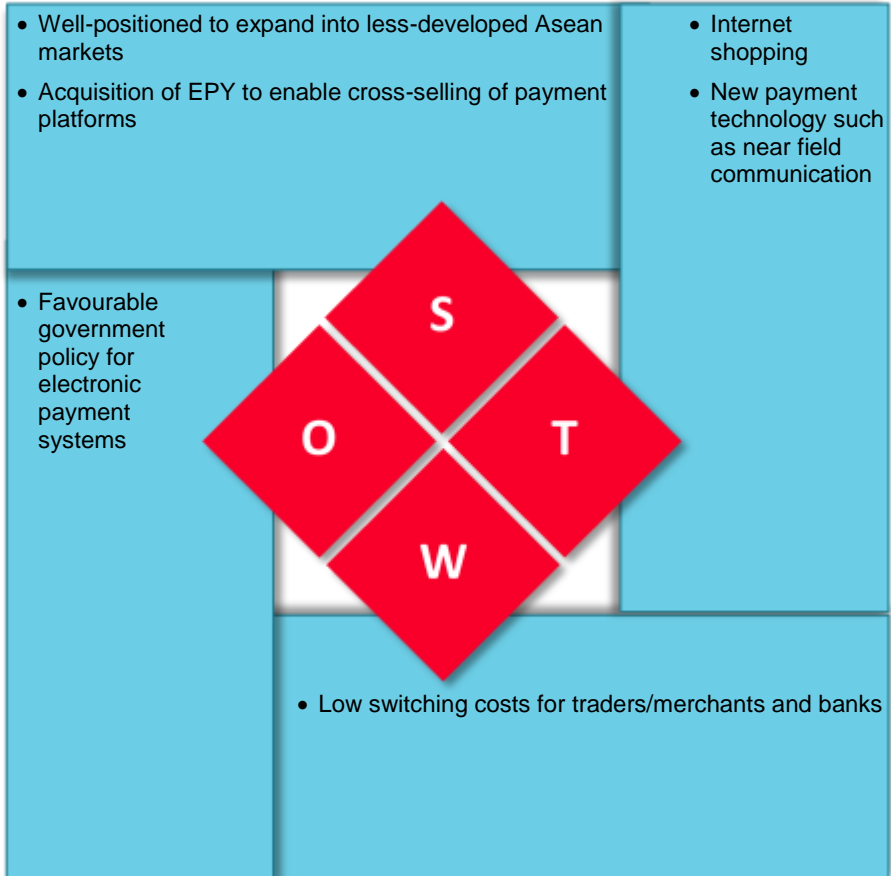 • Well-positioned to expand into less-developed Asean
markets
• Acquisition of EPY to enable cross-selling of payment
platforms
• Internet
shopping
• New payment
technology such
as near field
communication
• Favourable
government
policy for
electronic
payment
systems
S
O
T
W
• Low switching costs for traders/merchants and banks